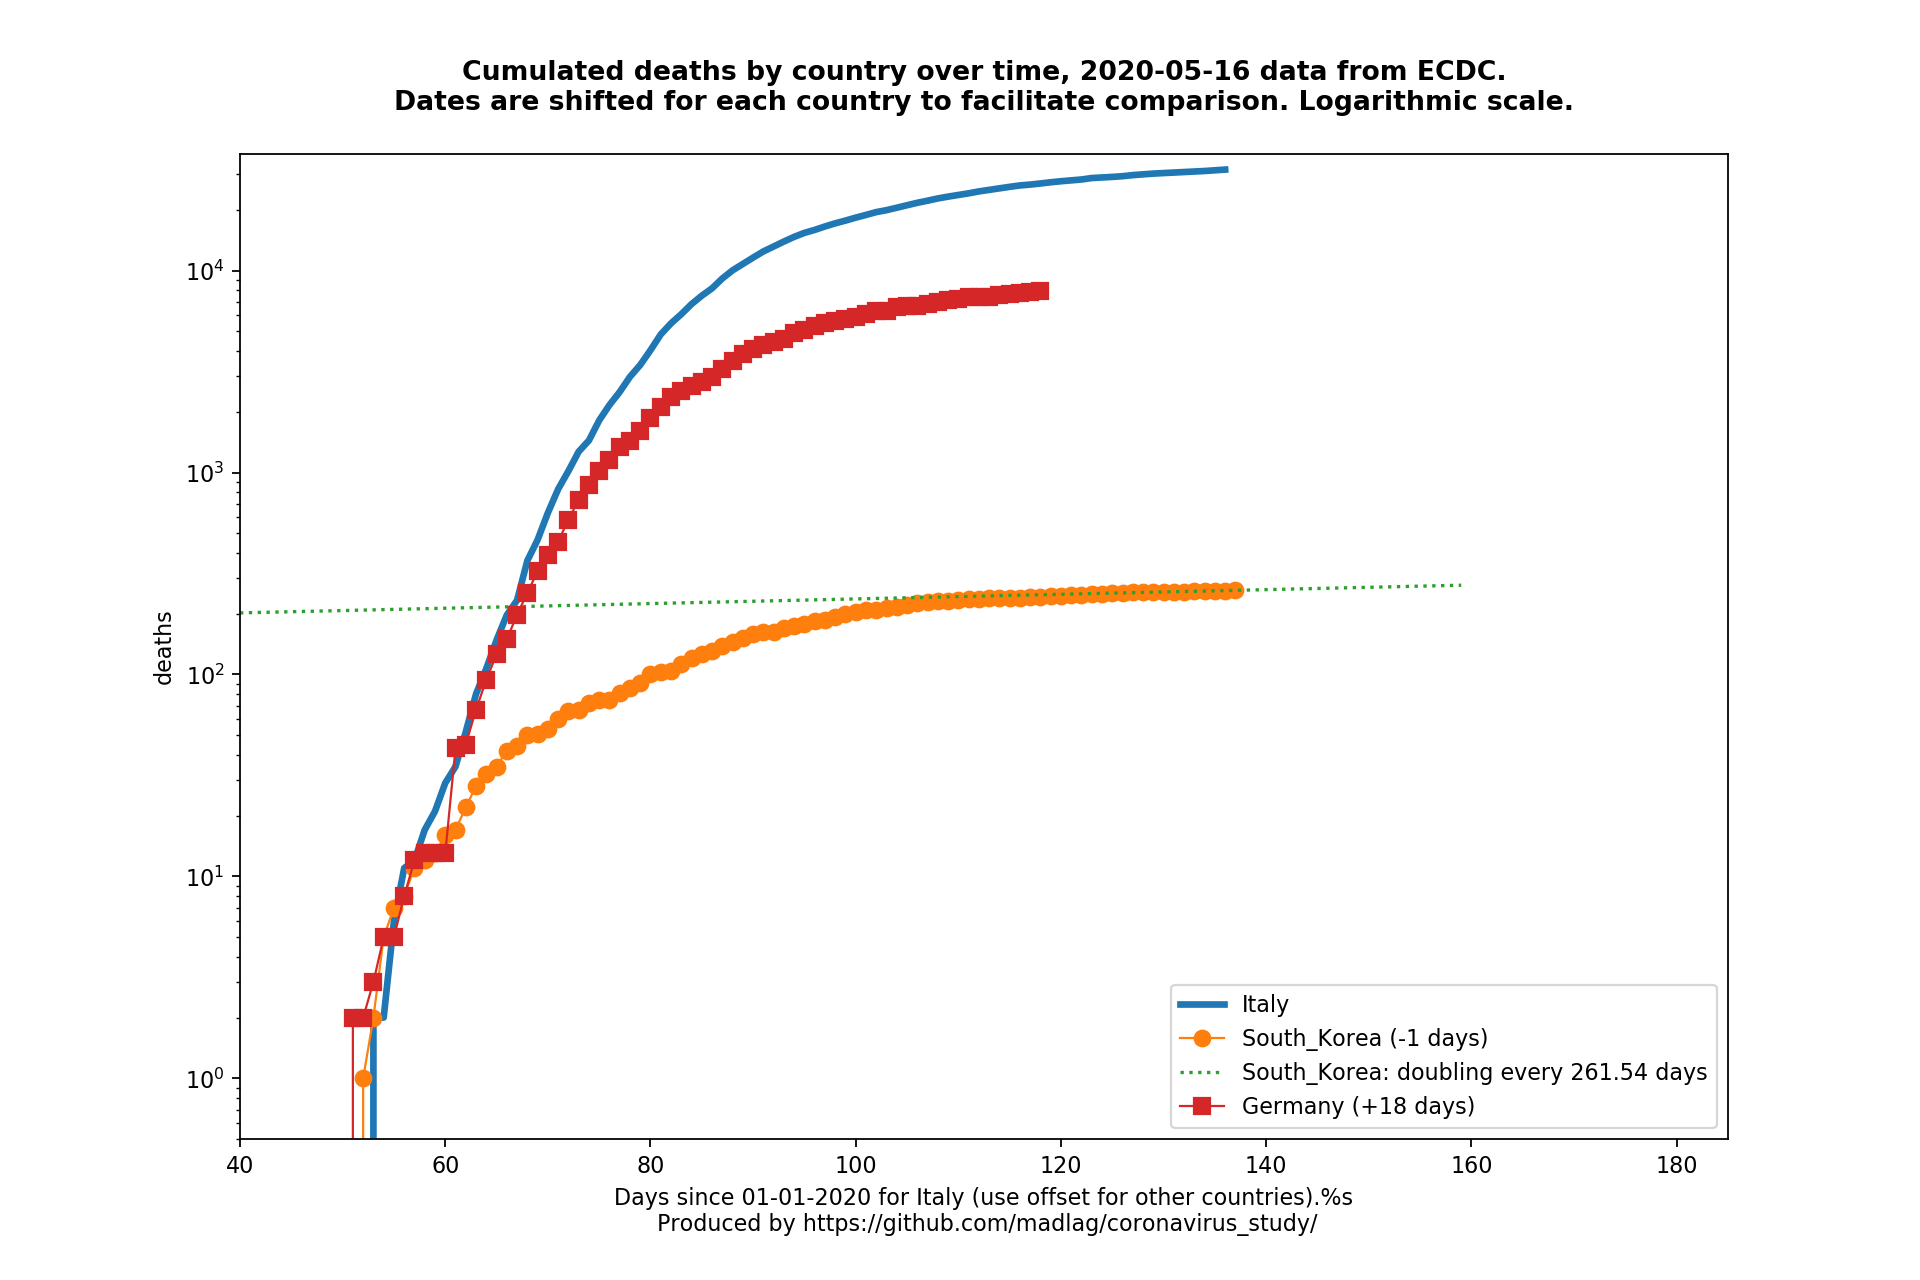 Cumulated deaths by country over time, 2020-05-16 data from ECDC.
Dates are shifted for each country to facilitate comparison. Logarithmic scale.
deaths
10⁴
10³
10²
10¹
10⁰
40 60 80 100 120 140 160 180
Italy
South_Korea (-1 days)
South_Korea: doubling every 261.54 days
Germany (+18 days)
Days since 01-01-2020 for Italy (use offset for other countries).%s
Produced by https://github.com/madlag/coronavirus_study/